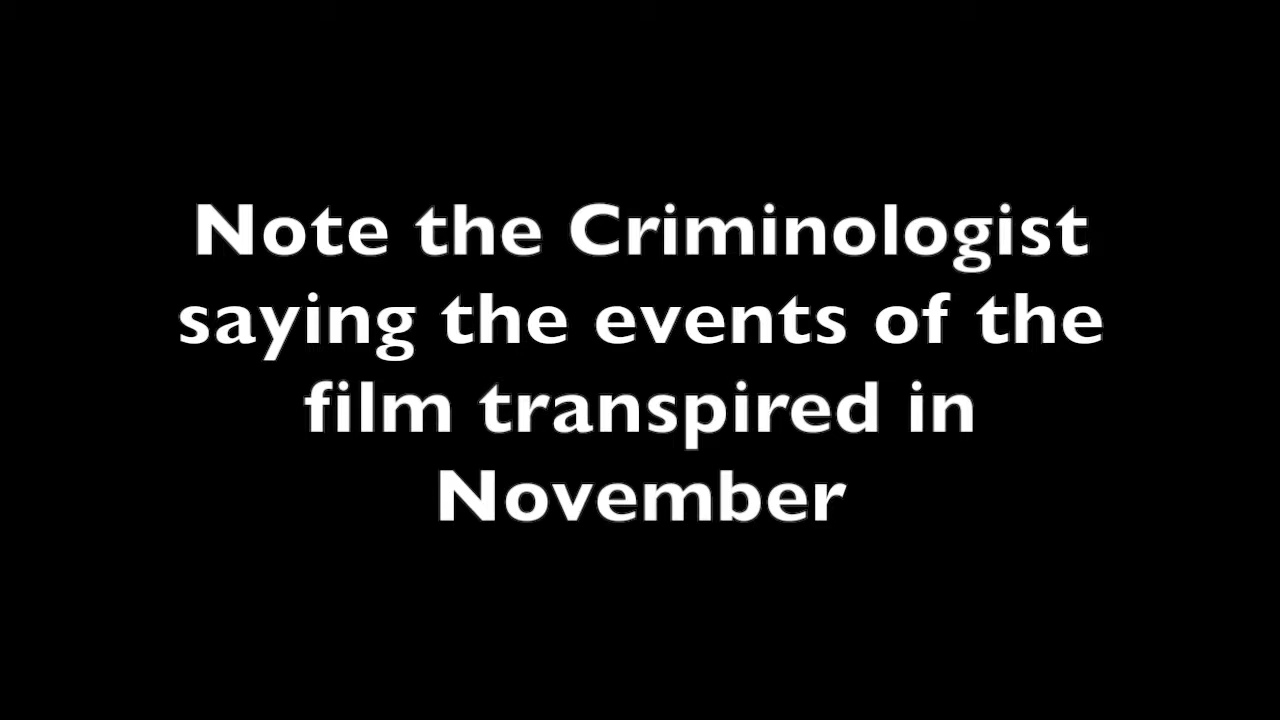 Note the Criminologist
saying the events of the
film transpired in
November